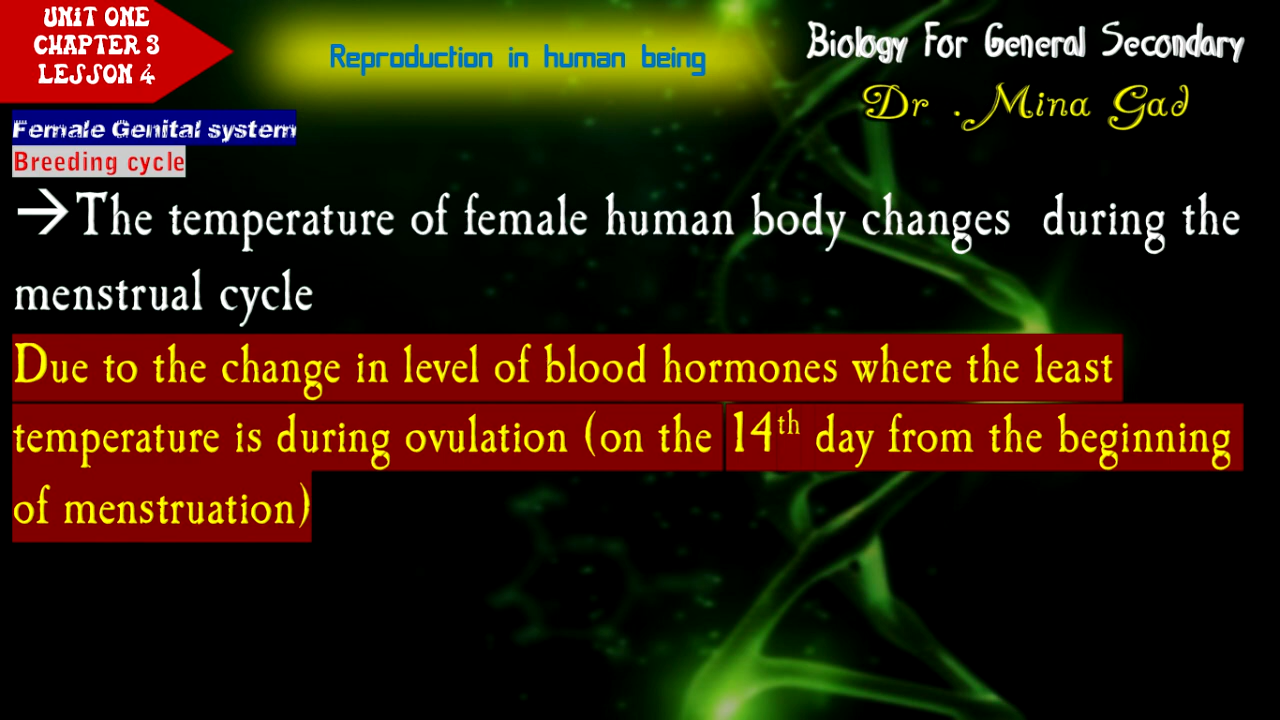 UNIT ONE
CHAPTER 3
LESSON 4
Reproduction in human being
Biology For General Secondary
Dr .Mina Gad
Female Genital system
Breeding cycle
→The temperature of female human body changes during the
menstrual cycle
Due to the change in level of blood hormones where the least
temperature is during ovulation (on the 14th day from the beginning
of menstruation)